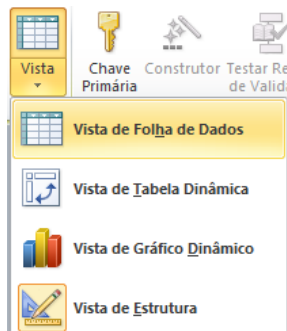 Vista
Chave
Primária
Construtor
Testar Re
de Valid
Vista de Folha de Dados
Vista de Tabela Dinâmica
Vista de Gráfico Dinâmico
Vista de Estrutura